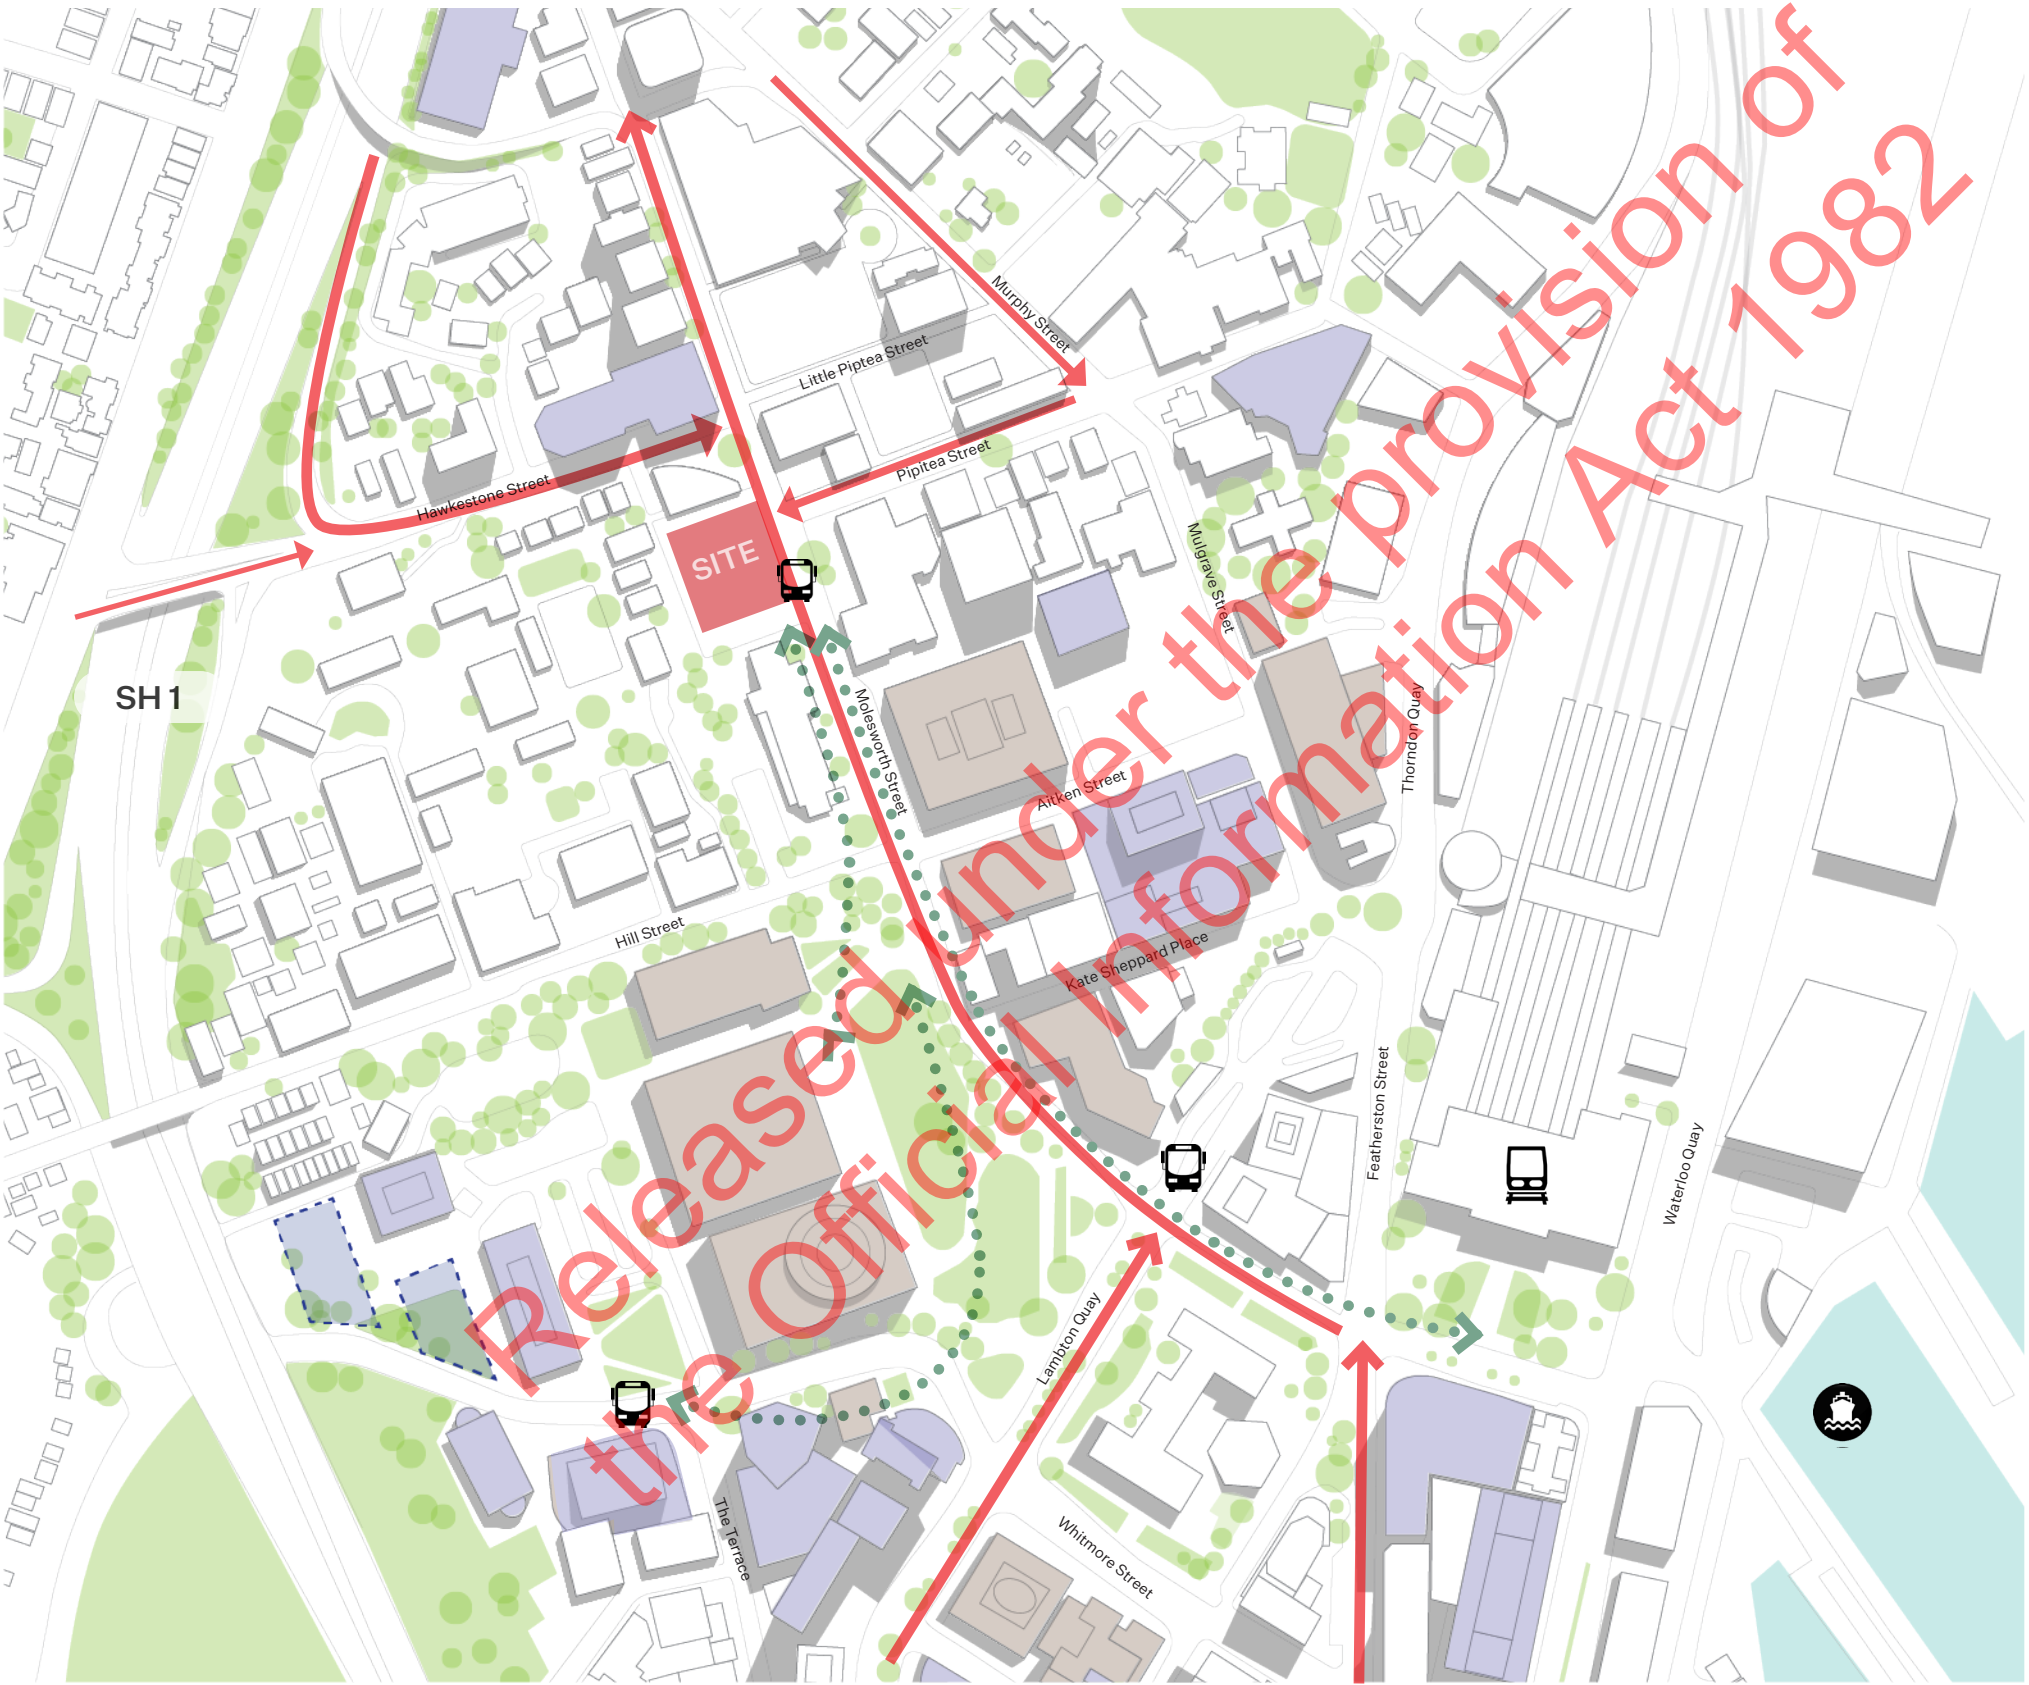 Murphy Street
Little Piptea Street
Pipitea Street
Hawkestone Street
SITE
Mulgrave Street
SH 1
Molesworth Street
Thorndon Quay
Aitken Street
Hill Street
Kate Sheppard Place
Featherston Street
Waterloo Quay
Lambton Quay
The Terrace
Whitmore Street
Released under the provision of
the Official Information Act 1982